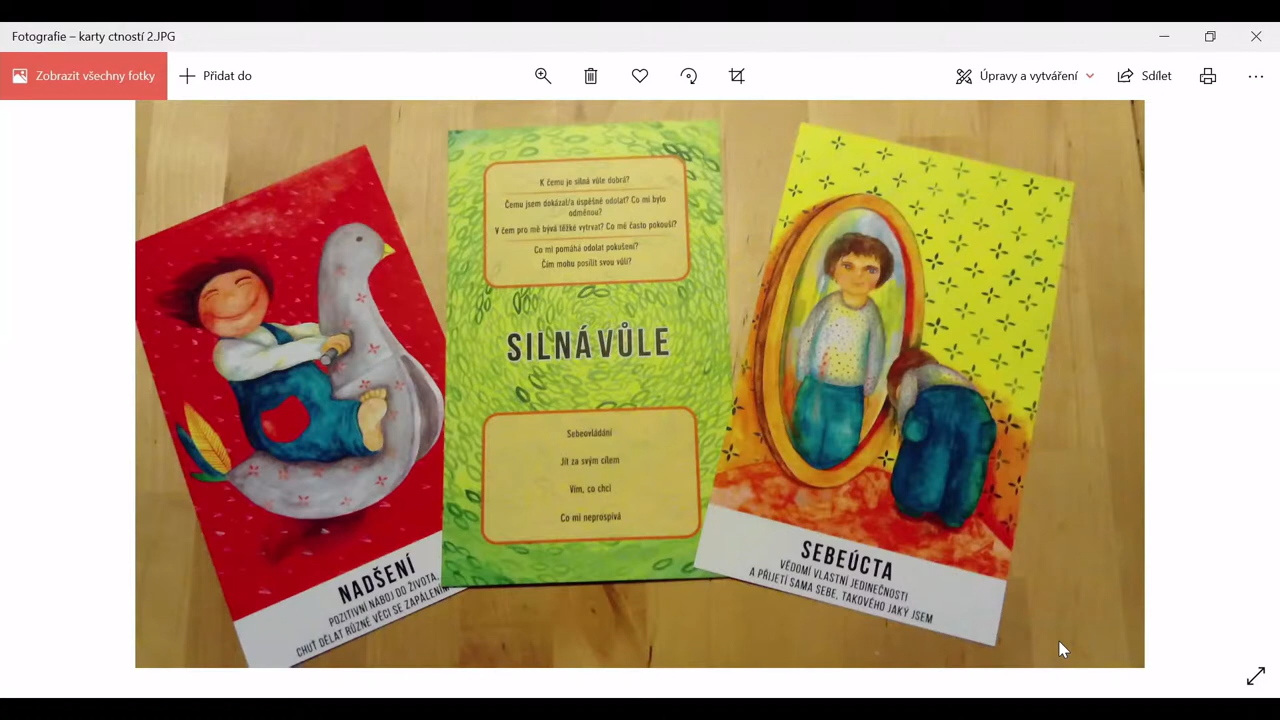 Fotografie – karty ctností 2.JPG
Zobrazit všechny fotky
Přidat do
Úpravy a vytváření
Sdílet
NADŠENÍ
POZITIVNÍ NÁBOJ DO ŽIVOTA,
CHUŤ DĚLAT RŮZNÉ VĚCI SE ZAPÁLENÍM
K čemu je silná vůle dobrá?
Čemu jsem dokázal/a úspěšně odolat? Co mi bylo
odměnou?
V čem pro mě bývá těžké vytrvat? Co mě často pokouší?
Co mi pomáhá odolat pokušení?
Čím mohu posílit svou vůli?
SILNÁ VŮLE
Sebeovládání
Jít za svým cílem
Vím, co chci
Co mi neprospívá
SEBEÚCTA
VĚDOMÍ VLASTNÍ JEDINEČNOSTI
A PŘIJETÍ SAMA SEBE, TAKOVÉHO JAKÝ JSEM